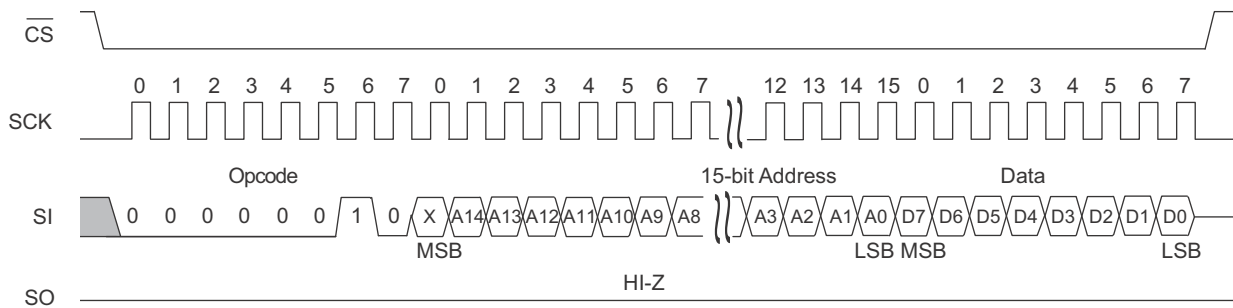 CS
0 1 2 3 4 5 6 7 0 1 2 3 4 5 6 7 12 13 14 15 0 1 2 3 4 5 6 7
SCK
Opcode 15-bit Address Data
SI 0 0 0 0 0 0 1 0 X A14 A13 A12 A11 A10 A9 A8 A3 A2 A1 A0 D7 D6 D5 D4 D3 D2 D1 D0
MSB LSB MSB LSB
HI-Z
SO